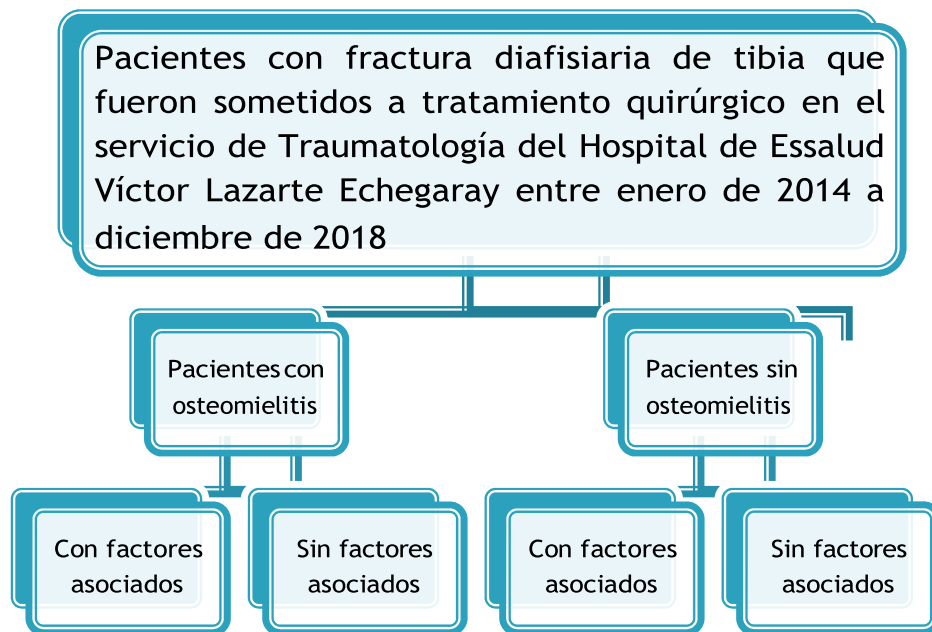 Pacientes con fractura diafisiaria de tibia que
fueron sometidos a tratamiento quirúrgico en el
servicio de Traumatología del Hospital de Essalud
Víctor Lazarte Echegaray entre enero de 2014 a
diciembre de 2018
Pacientes con
osteomielitis
Pacientes sin
osteomielitis
Con factores
asociados
Sin factores
asociados
Con factores
asociados
Sin factores
asociados